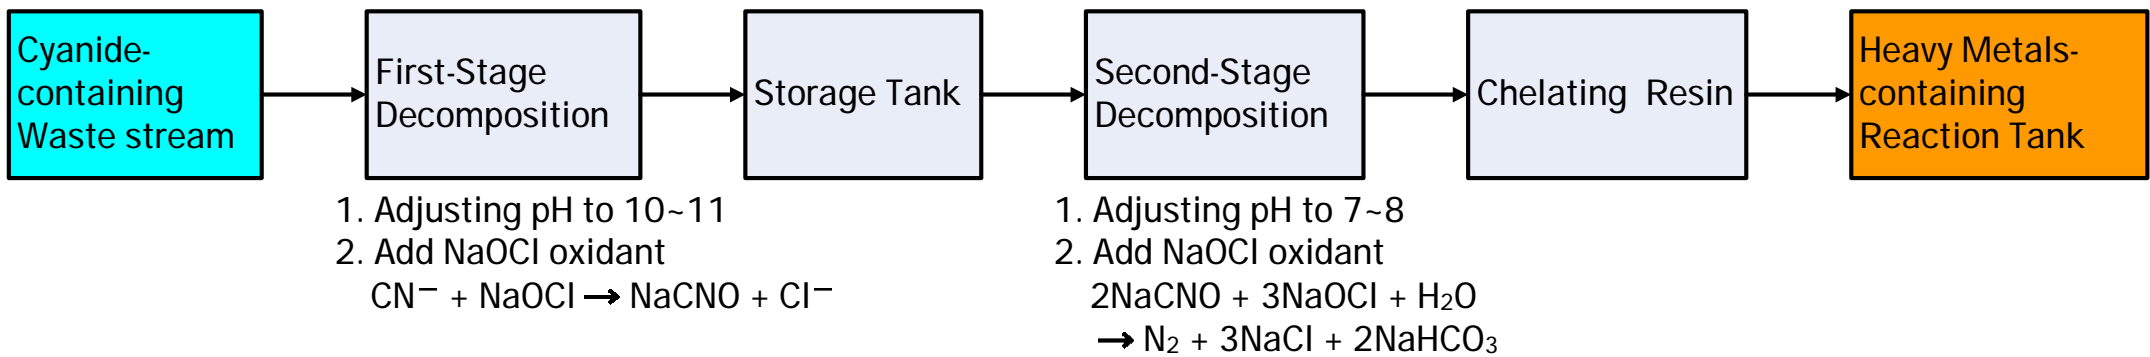 Cyanide-
containing
Waste stream
First-Stage
Decomposition
Storage Tank
Second-Stage
Decomposition
Chelating Resin
Heavy Metals-
containing
Reaction Tank
1. Adjusting pH to 10~11
2. Add NaOCl oxidant
CN⁻ + NaOCl → NaCNO + Cl⁻
1. Adjusting pH to 7~8
2. Add NaOCl oxidant
2NaCNO + 3NaOCl + H₂O
→ N₂ + 3NaCl + 2NaHCO₃